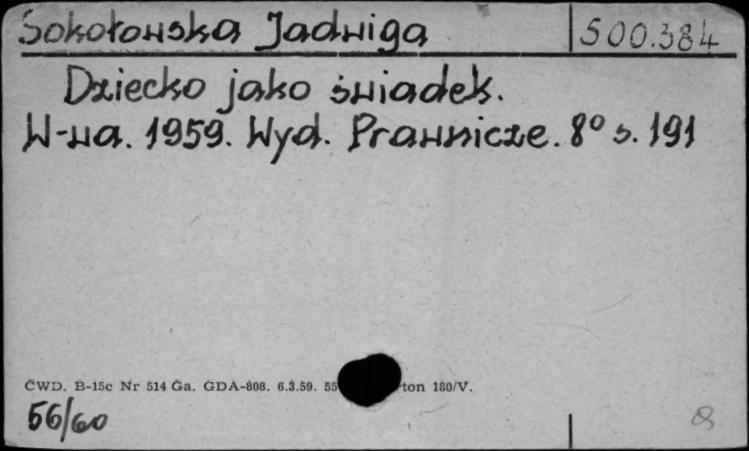 Sokołowska Jadwiga 500.384
Dziecko jako świadek.
W-wa. 1959. Wyd. Prawnicze. 8° s. 191
CWD. B-15c Nr 514 Ga. GDA-808. 6.3.59. 55 ton 180/V.
56/60